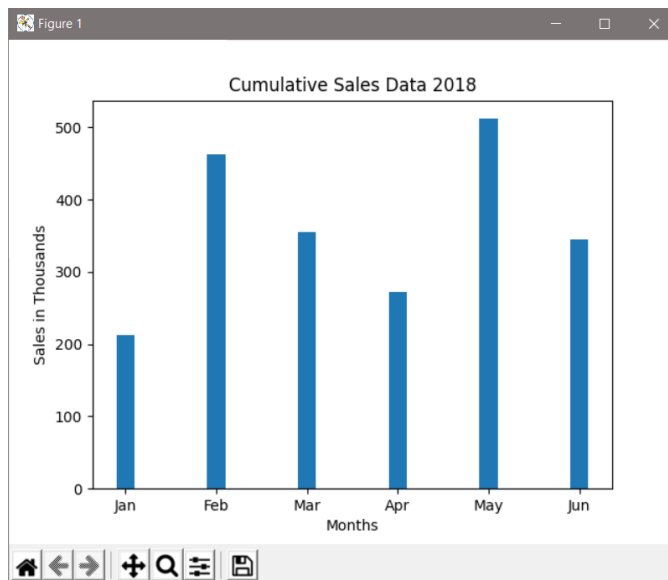 Figure 1
Cumulative Sales Data 2018
500
400
300
200
100
0
Sales in Thousands
Jan Feb Mar Apr May Jun
Months